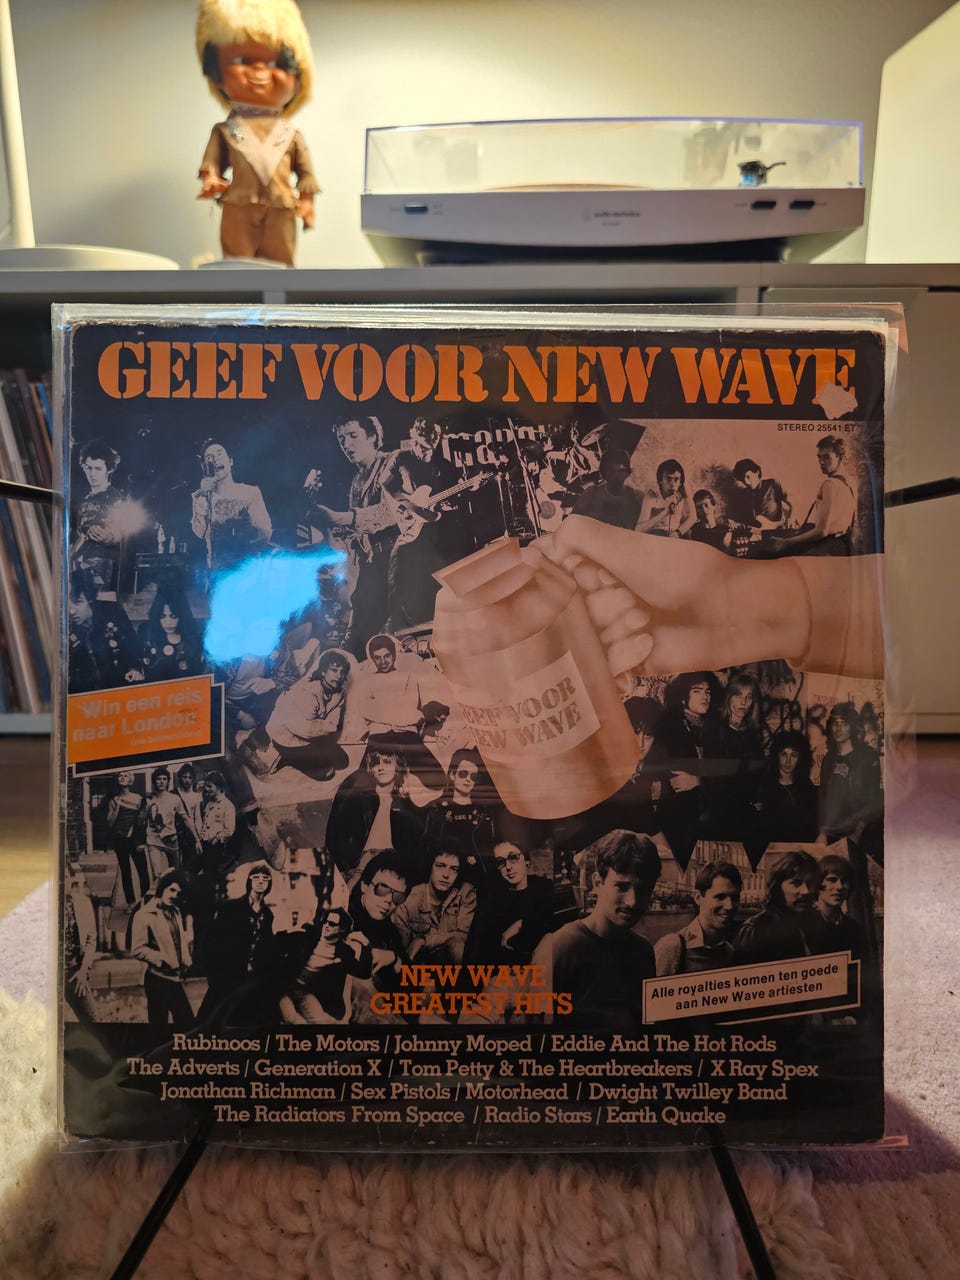 audio-technica
GEEF VOOR NEW WAVE
STEREO 25541 ET
GEEF VOOR
NEW WAVE
Win een reis
naar London
NEW WAVE
GREATEST HITS
Alle royalties komen ten goede
aan New Wave artiesten
Rubinoos / The Motors / Johnny Moped / Eddie And The Hot Rods
The Adverts / Generation X / Tom Petty & The Heartbreakers / X Ray Spex
Jonathan Richman / Sex Pistols / Motorhead / Dwight Twilley Band
The Radiators From Space / Radio Stars / Earth Quake